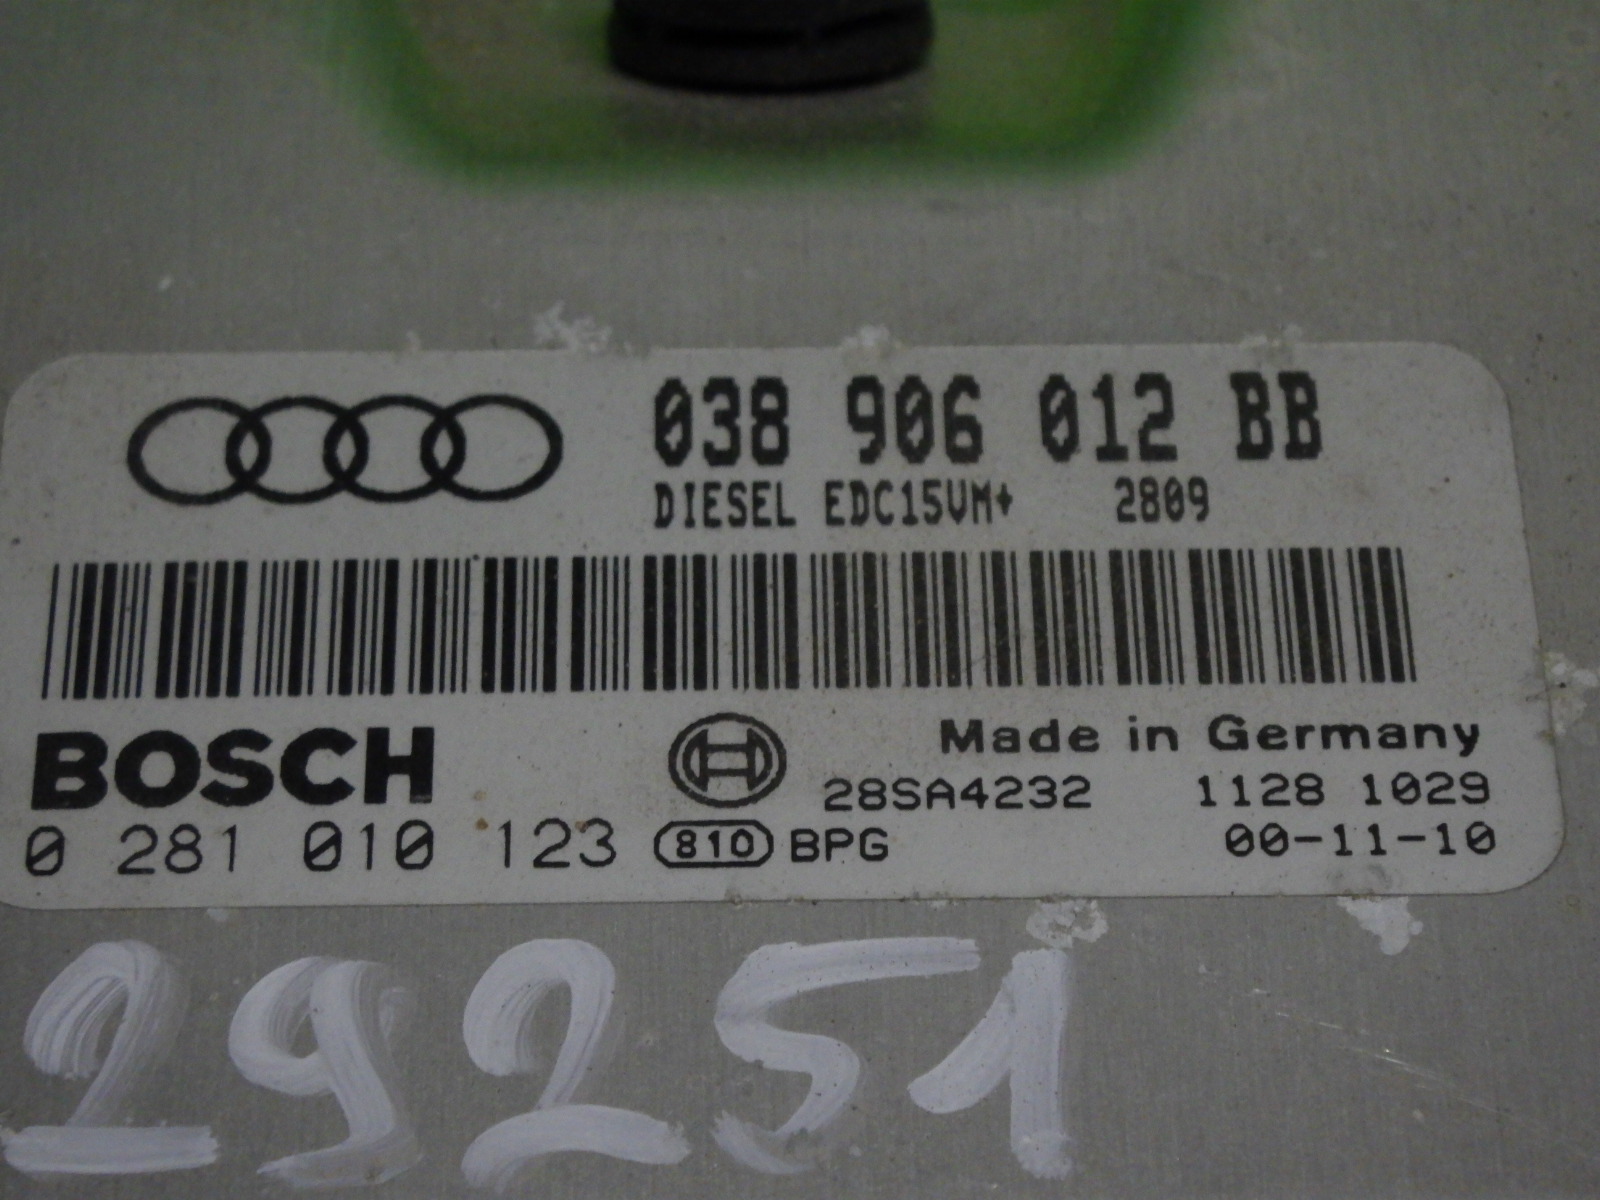 038 906 012 BB
DIESEL EDC15VM+ 2809
BOSCH
Made in Germany
28SA4232 1128 1029
0 281 010 123 810 BPG 00-11-10
29251